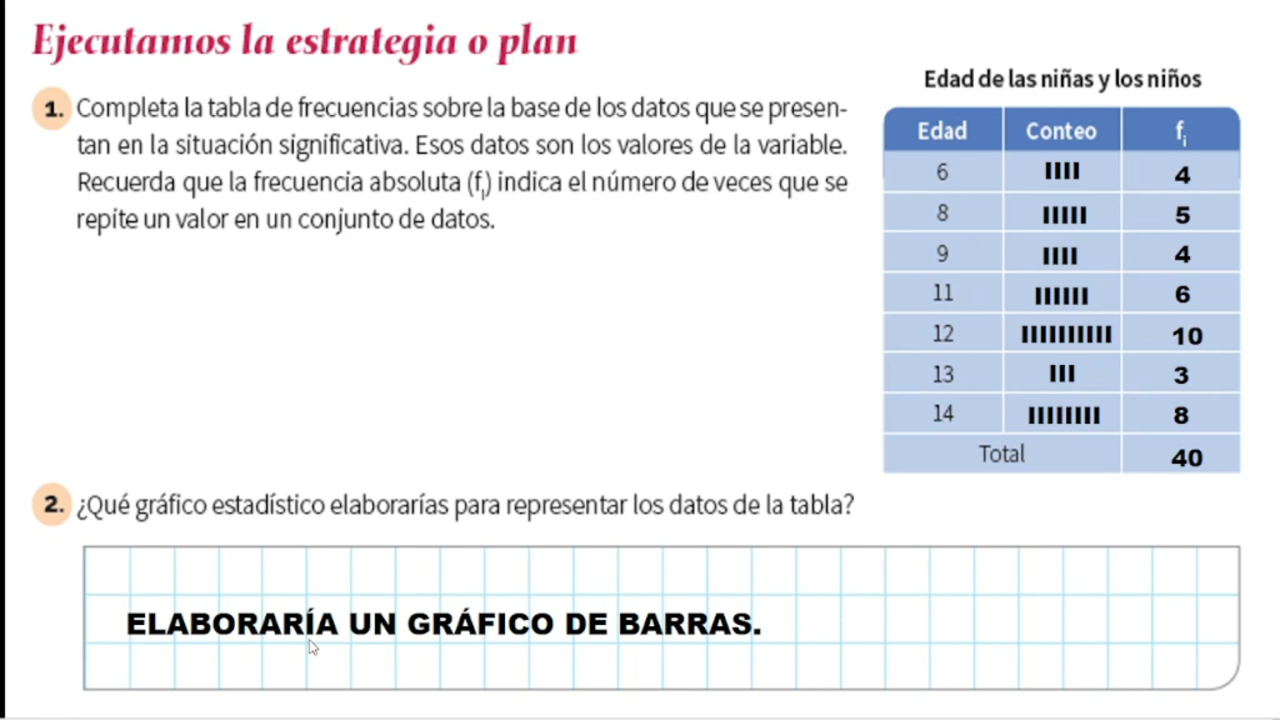 Ejecutamos la estrategia o plan
1. Completa la tabla de frecuencias sobre la base de los datos que se presen-
tan en la situación significativa. Esos datos son los valores de la variable.
Recuerda que la frecuencia absoluta (fi) indica el número de veces que se
repite un valor en un conjunto de datos.
Edad de las niñas y los niños
Edad Conteo fi
6 IIII 4
8 IIIII 5
9 IIII 4
11 IIIIII 6
12 IIIIIIIIII 10
13 III 3
14 IIIIIIII 8
Total 40
2. ¿Qué gráfico estadístico elaborarías para representar los datos de la tabla?
ELABORARÍA UN GRÁFICO DE BARRAS.